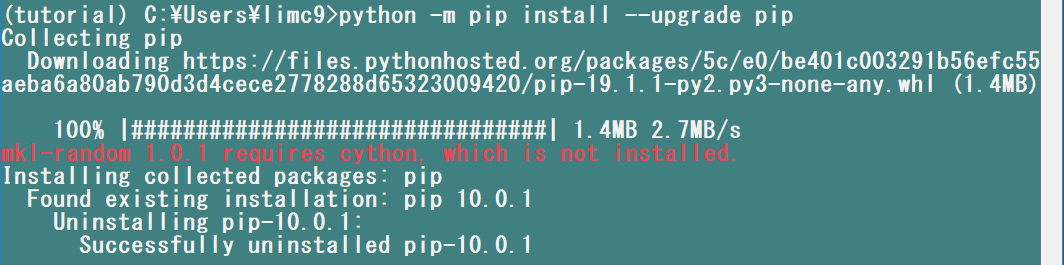 (tutorial) C:¥Users¥limc9>python -m pip install --upgrade pip
Collecting pip
Downloading https://files.pythonhosted.org/packages/5c/e0/be401c003291b56efc55
aeba6a80ab790d3d4cece2778288d65323009420/pip-19.1.1-py2.py3-none-any.whl (1.4MB)
100% |################################| 1.4MB 2.7MB/s
mkl-random 1.0.1 requires cython, which is not installed.
Installing collected packages: pip
Found existing installation: pip 10.0.1
Uninstalling pip-10.0.1:
Successfully uninstalled pip-10.0.1